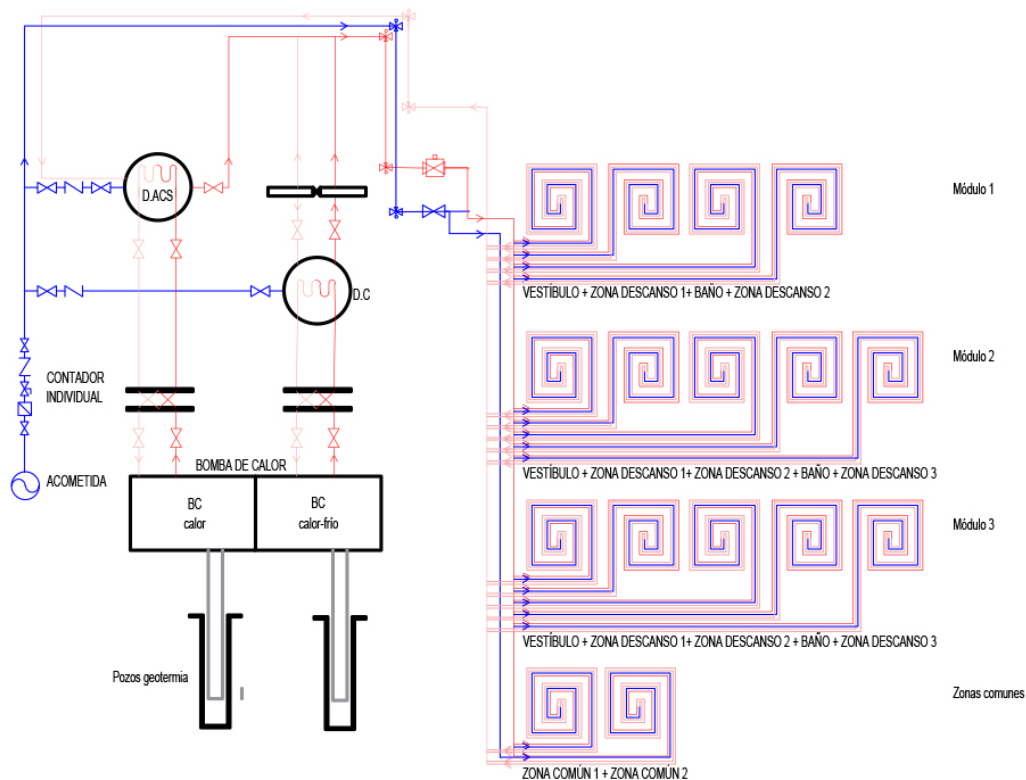 Módulo 1
D.ACS
D.C
VESTÍBULO + ZONA DESCANSO 1+ BAÑO + ZONA DESCANSO 2
Módulo 2
CONTADOR
INDIVIDUAL
BOMBA DE CALOR
ACOMETIDA
VESTÍBULO + ZONA DESCANSO 1+ ZONA DESCANSO 2 + BAÑO + ZONA DESCANSO 3
BC
calor
BC
calor-frío
Módulo 3
VESTÍBULO + ZONA DESCANSO 1+ ZONA DESCANSO 2 + BAÑO + ZONA DESCANSO 3
Pozos geotermia
Zonas comunes
ZONA COMÚN 1 + ZONA COMÚN 2